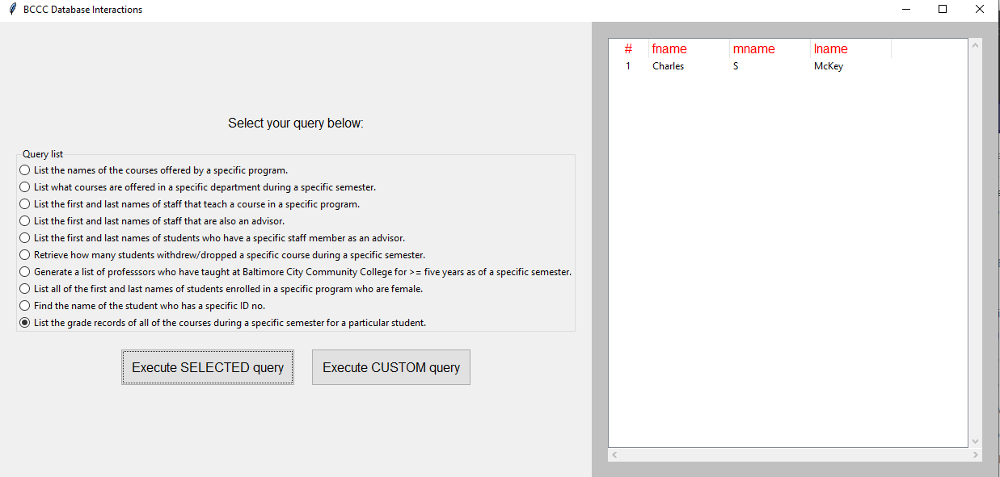 BCCC Database Interactions
Select your query below:
Query list
List the names of the courses offered by a specific program.
List what courses are offered in a specific department during a specific semester.
List the first and last names of staff that teach a course in a specific program.
List the first and last names of staff that are also an advisor.
List the first and last names of students who have a specific staff member as an advisor.
Retrieve how many students withdrew/dropped a specific course during a specific semester.
Generate a list of professsors who have taught at Baltimore City Community College for >= five years as of a specific semester.
List all of the first and last names of students enrolled in a specific program who are female.
Find the name of the student who has a specific ID no.
List the grade records of all of the courses during a specific semester for a particular student.
Execute SELECTED query Execute CUSTOM query
# fname mname lname
1 Charles S McKey